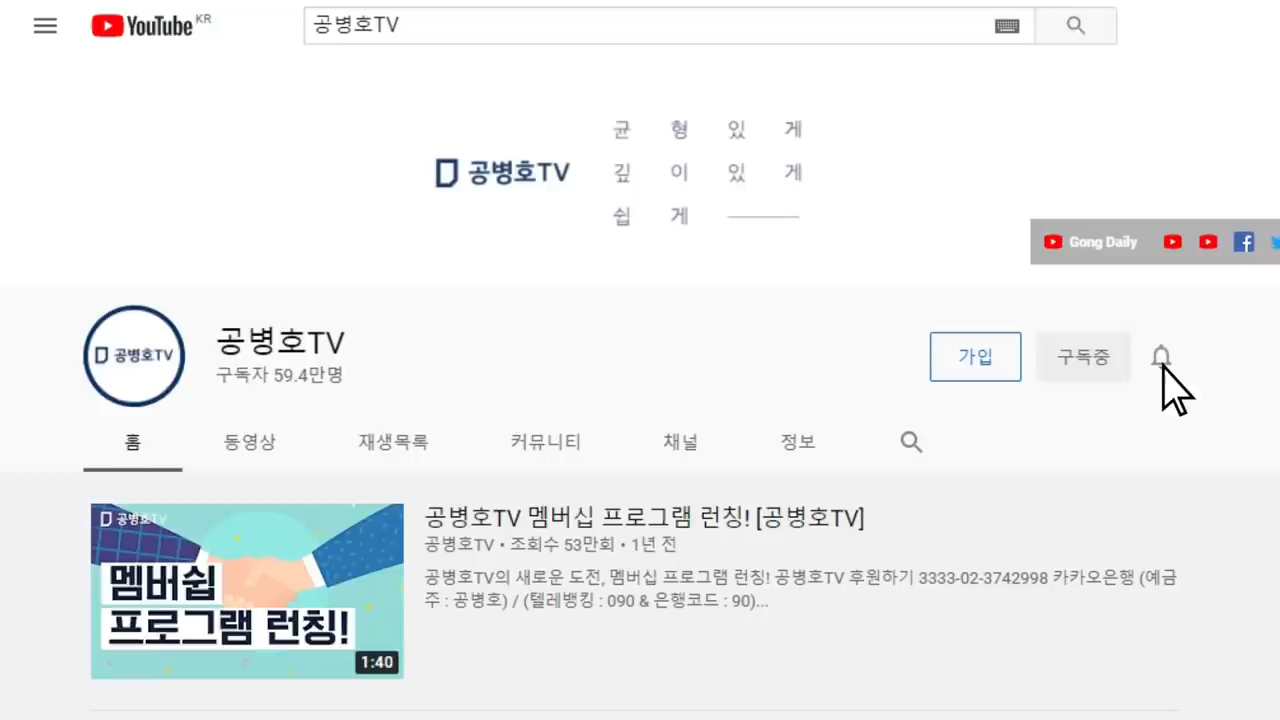 YouTube KR
공병호TV
균 형 있 게
공병호TV
깊 이 있 게
쉽 게
Gong Daily
공병호TV
공병호TV
구독자 59.4만명
가입
구독중
홈
동영상
재생목록
커뮤니티
채널
정보
공병호TV
멤버쉽
프로그램 런칭!
1:40
공병호TV 멤버십 프로그램 런칭! [공병호TV]
공병호TV • 조회수 53만회 • 1년 전
공병호TV의 새로운 도전, 멤버십 프로그램 런칭! 공병호TV 후원하기 3333-02-3742998 카카오은행 (예금
주 : 공병호) / (텔레뱅킹 : 090 & 은행코드 : 90)...